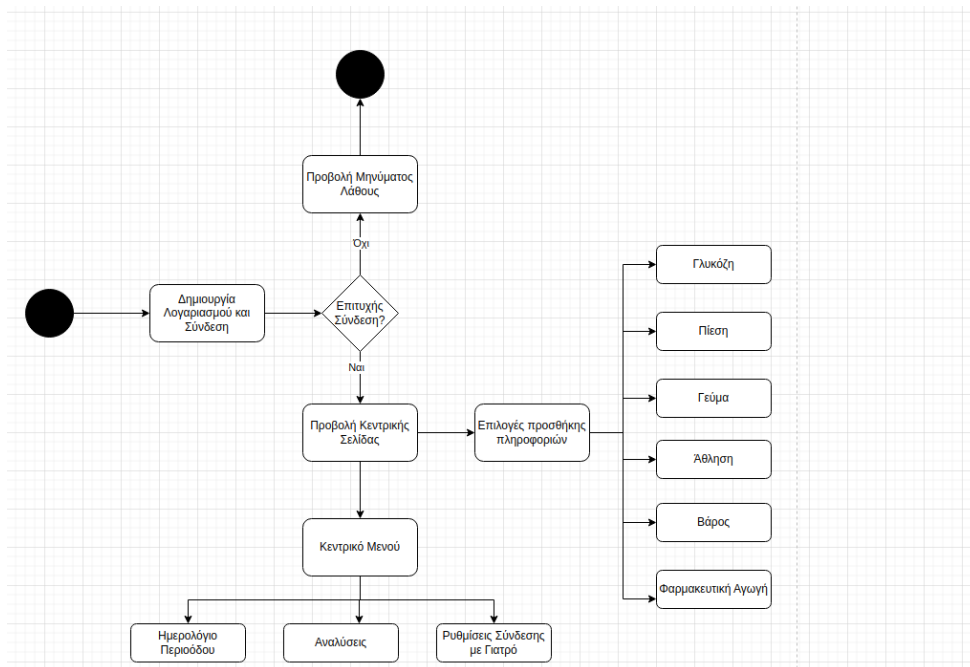 Προβολή Μηνύματος
Λάθους
Όχι
Δημιουργία
Λογαριασμού και
Σύνδεση
Επιτυχής
Σύνδεση?
Ναι
Προβολή Κεντρικής
Σελίδας
Επιλογές προσθήκης
πληροφοριών
Γλυκόζη
Πίεση
Γεύμα
Άθληση
Βάρος
Φαρμακευτική Αγωγή
Κεντρικό Μενού
Ημερολόγιο
Περιοόδου
Αναλύσεις
Ρυθμίσεις Σύνδεσης
με Γιατρό